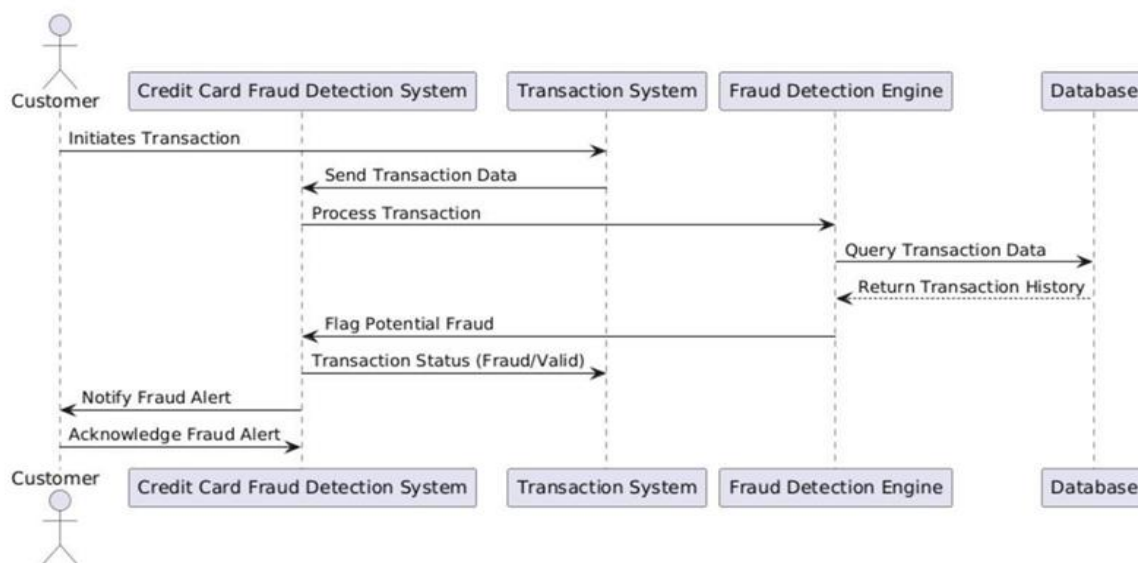 Customer
Credit Card Fraud Detection System
Transaction System
Fraud Detection Engine
Database
Initiates Transaction
Send Transaction Data
Process Transaction
Query Transaction Data
Return Transaction History
Flag Potential Fraud
Transaction Status (Fraud/Valid)
Notify Fraud Alert
Acknowledge Fraud Alert
Customer
Credit Card Fraud Detection System
Transaction System
Fraud Detection Engine
Database